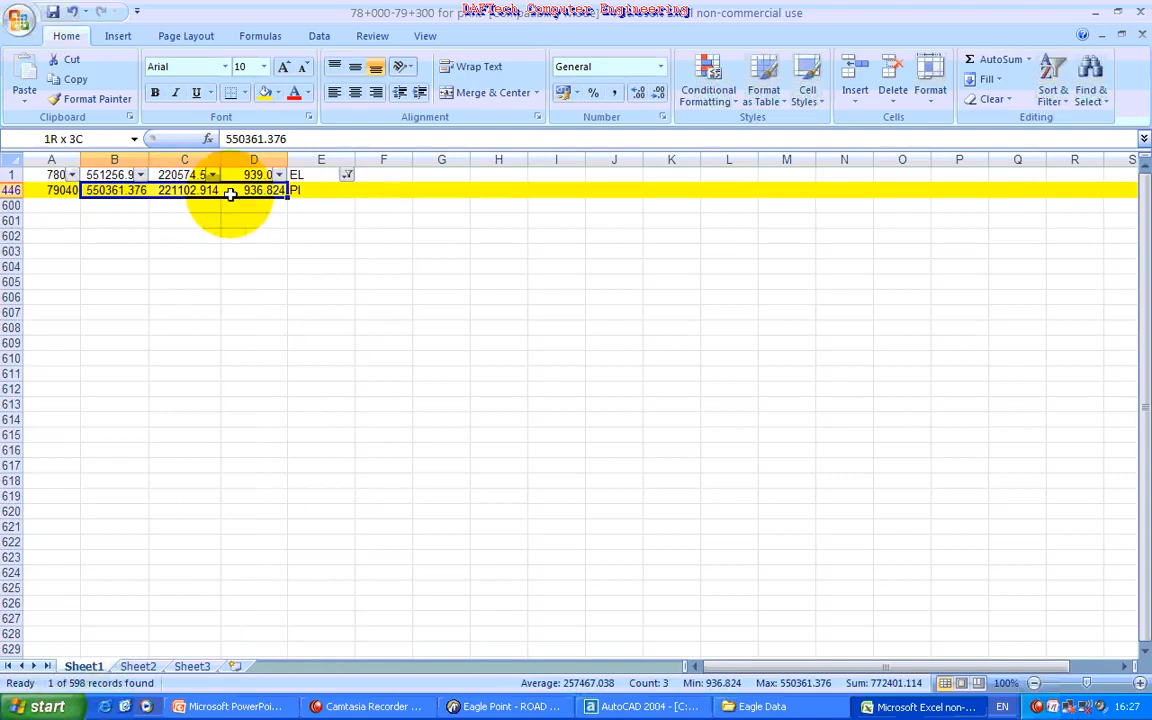 78+000-79+300 for p
DAFTech Computer Engineering
l non-commercial use
Home Insert Page Layout Formulas Data Review View
Paste
Cut
Copy
Format Painter
Clipboard
Arial 10
B I U
Font
Wrap Text
Merge & Center
Alignment
General
% ,
Number
Conditional Formatting
Format as Table
Cell Styles
Styles
Insert Delete Format
Cells
AutoSum
Fill
Clear
Sort & Filter
Find & Select
Editing
1R x 3C fx 550361.376
A B C D E F G H I J K L M N O P Q R S
1 780 551256.9 220574.5 939.0 EL
446 79040 550361.376 221102.914 936.824 PI
600
601
602
603
604
605
606
607
608
609
610
611
612
613
614
615
616
617
618
619
620
621
622
623
624
625
626
627
628
629
Sheet1 Sheet2 Sheet3
Ready 1 of 598 records found Average: 257467.038 Count: 3 Min: 936.824 Max: 550361.376 Sum: 772401.114 100%
start Microsoft PowerPoi... Camtasia Recorder ... Eagle Point - ROAD ... AutoCAD 2004 - [C:... Eagle Data Microsoft Excel non-... EN 16:27